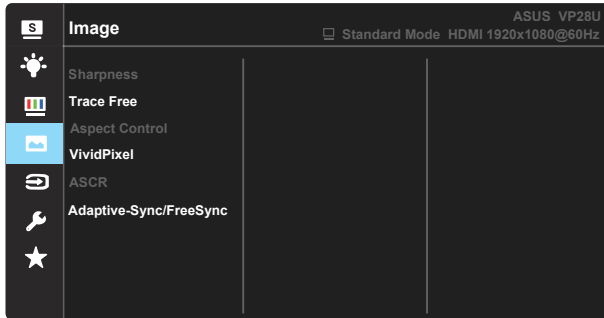 S
Image
ASUS VP28U
Standard Mode HDMI 1920x1080@60Hz
Sharpness
Trace Free
Aspect Control
VividPixel
ASCR
Adaptive-Sync/FreeSync